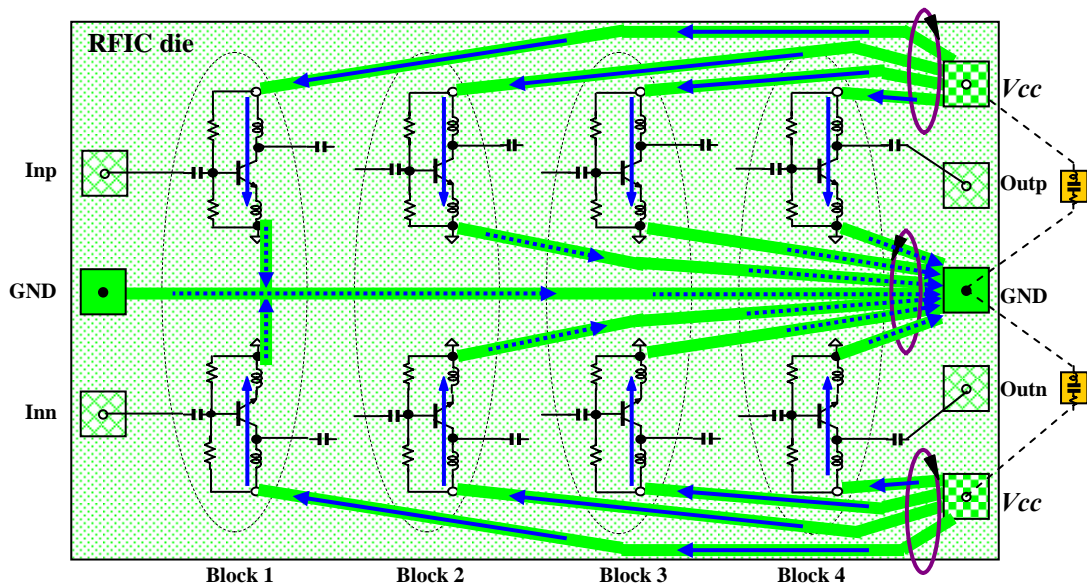 RFIC die
Vcc
Inp
Outp
GND
GND
Inn
Outn
Vcc
Block 1
Block 2
Block 3
Block 4